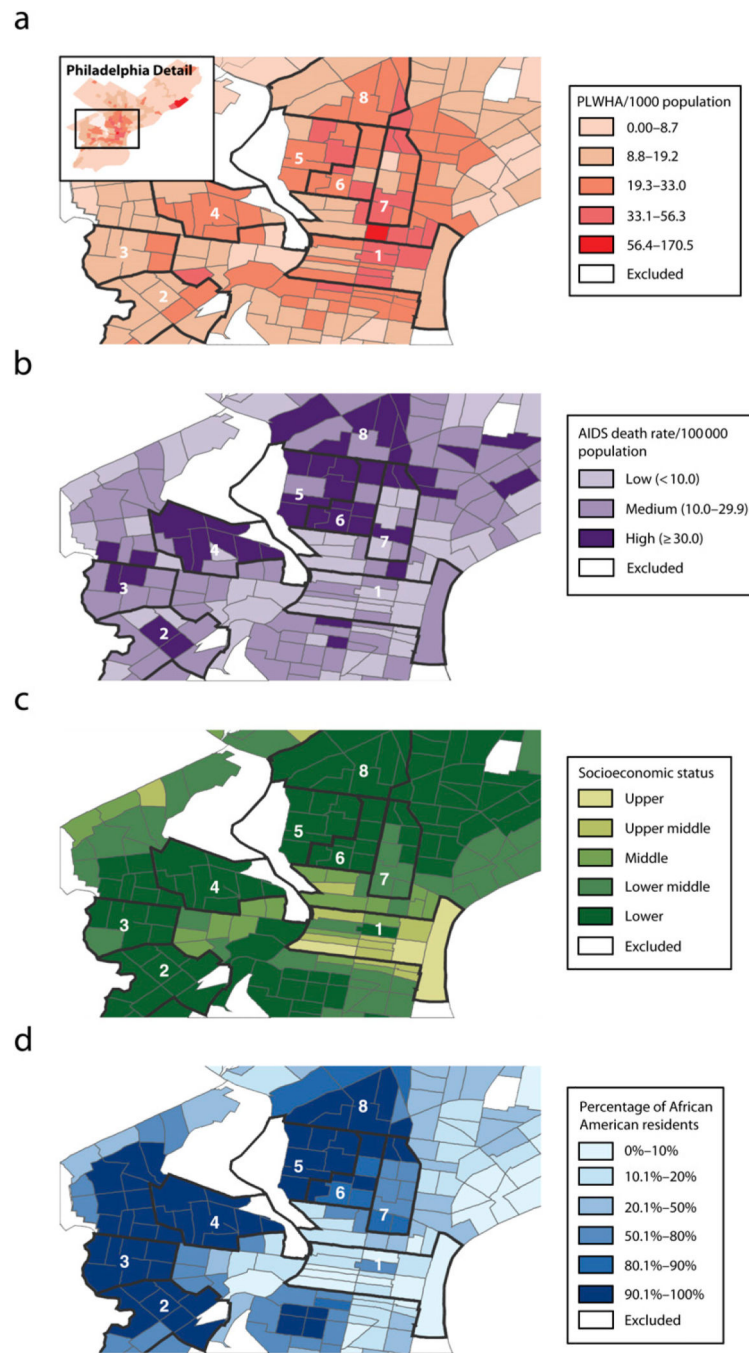 a
Philadelphia Detail
8
5
6
4
7
3
1
2
PLWHA/1000 population
0.00–8.7
8.8–19.2
19.3–33.0
33.1–56.3
56.4–170.5
Excluded
b
8
5
6
4
7
3
1
2
AIDS death rate/100 000
population
Low (< 10.0)
Medium (10.0–29.9)
High (≥ 30.0)
Excluded
c
8
5
6
4
7
3
1
2
Socioeconomic status
Upper
Upper middle
Middle
Lower middle
Lower
Excluded
d
8
5
6
4
7
3
1
2
Percentage of African
American residents
0%–10%
10.1%–20%
20.1%–50%
50.1%–80%
80.1%–90%
90.1%–100%
Excluded